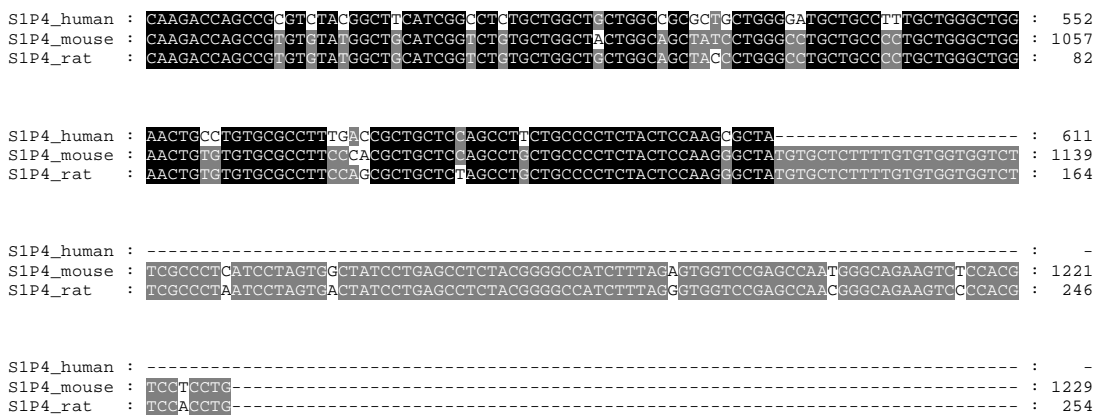 S1P4_human : CAAGACCAGCCGCGTCTACGGCTTCATCGGCCTCTGCTGGCTGCTGGCCGCGCTGCTGGGGATGCTGCCTTTGCTGGGCTGG : 552
S1P4_mouse : CAAGACCAGCCGTGTGTATGGCTGCATCGGTCTGTGCTGGCTACTGGCAGCTATCCTGGGCCTGCTGCCCCTGCTGGGCTGG : 1057
S1P4_rat : CAAGACCAGCCGTGTGTATGGCTGCATCGGTCTGTGCTGGCTGCTGGCAGCTACCCTGGGCCTGCTGCCCCTGCTGGGCTGG : 82
S1P4_human : AACTGCCTGTGCGCCTTTGACCGCTGCTCCAGCCTTCTGCCCCTCTACTCCAAGCGCTA----------------------- : 611
S1P4_mouse : AACTGTGTGTGCGCCTTCCCACGCTGCTCCAGCCTGCTGCCCCTCTACTCCAAGGGCTATGTGCTCTTTTGTGTGGTGGTCT : 1139
S1P4_rat : AACTGTGTGTGCGCCTTCCAGCGCTGCTCTAGCCTGCTGCCCCTCTACTCCAAGGGCTATGTGCTCTTTTGTGTGGTGGTCT : 164
S1P4_human : ---------------------------------------------------------------------------------- : -
S1P4_mouse : TCGCCCTCATCCTAGTGGCTATCCTGAGCCTCTACGGGGCCATCTTTAGAGTGGTCCGAGCCAATGGGCAGAAGTCTCCACG : 1221
S1P4_rat : TCGCCCTAATCCTAGTGACTATCCTGAGCCTCTACGGGGCCATCTTTAGGGTGGTCCGAGCCAACGGGCAGAAGTCCCCACG : 246
S1P4_human : ---------------------------------------------------------------------------------- : -
S1P4_mouse : TCCTCCTG-------------------------------------------------------------------------- : 1229
S1P4_rat : TCCACCTG-------------------------------------------------------------------------- : 254